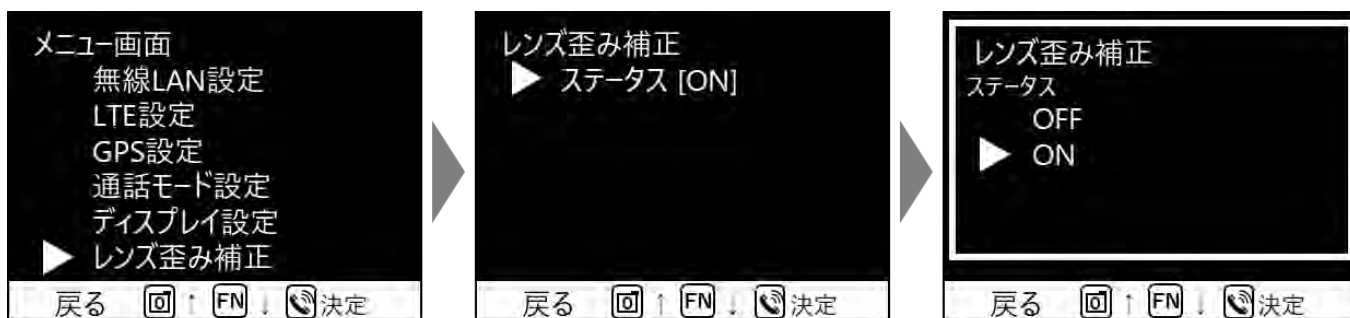 メニュー画面
無線LAN設定
LTE設定
GPS設定
通話モード設定
ディスプレイ設定
▶ レンズ歪み補正
戻る ↑ FN ↓ 決定
レンズ歪み補正
▶ ステータス [ON]
戻る ↑ FN ↓ 決定
レンズ歪み補正
ステータス
OFF
▶ ON
戻る ↑ FN ↓ 決定